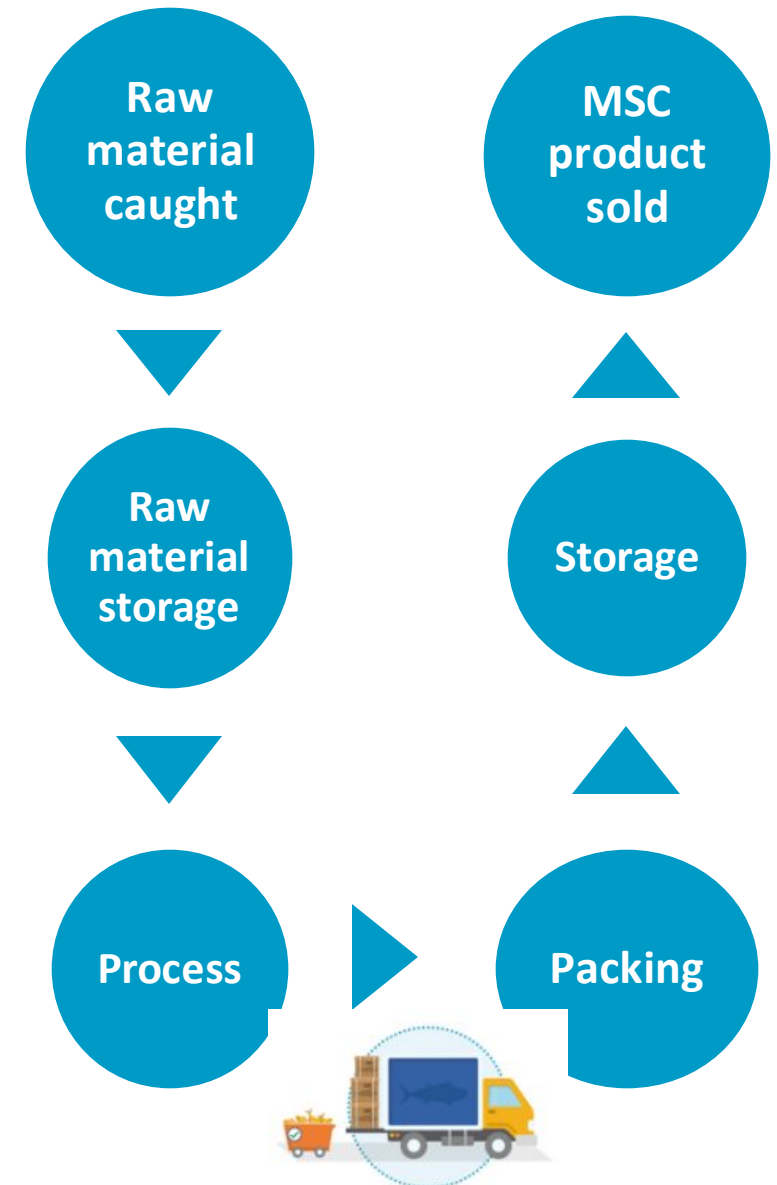 Raw
material
caught
Raw
material
storage
Process
Packing
Storage
MSC
product
sold